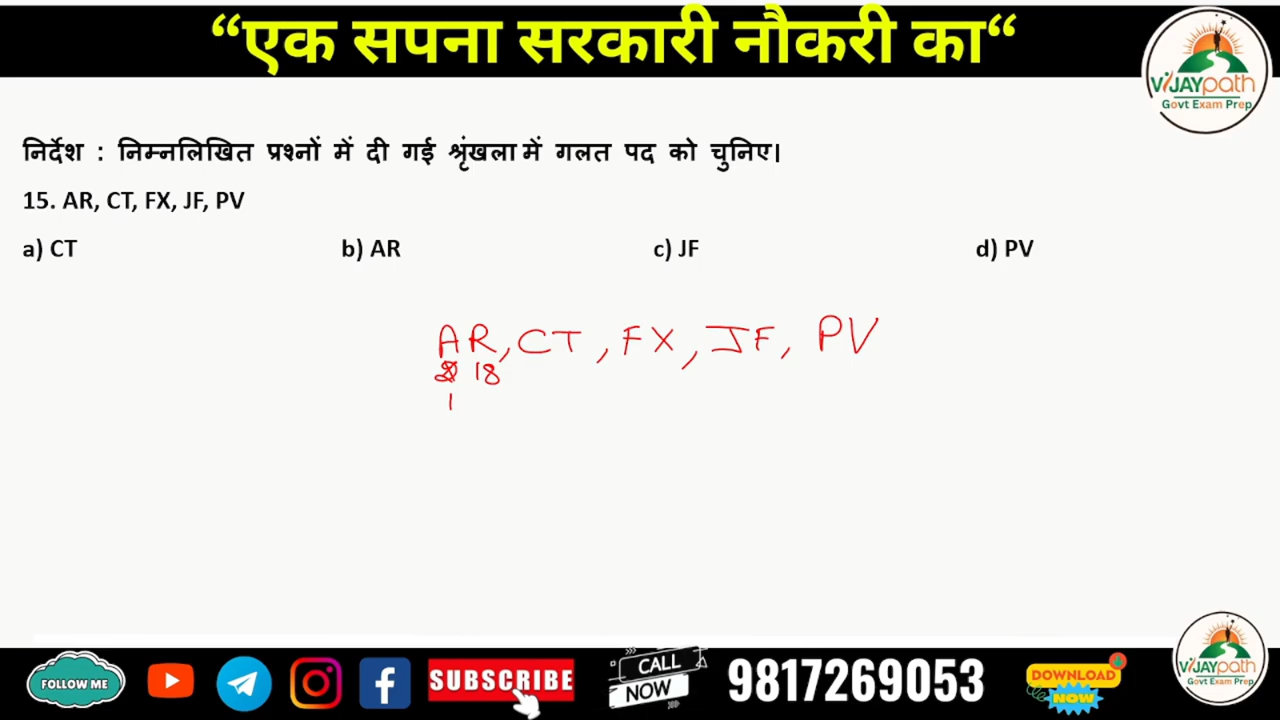 “एक सपना सरकारी नौकरी का“
ViJAYpath
Govt Exam Prep
निर्देश : निम्नलिखित प्रश्नों में दी गई श्रृंखला में गलत पद को चुनिए।
15. AR, CT, FX, JF, PV
a) CT b) AR c) JF d) PV
AR, CT, FX, JF, PV
18
1
ViJAYpath
Govt Exam Prep
FOLLOW ME
SUBSCRIBE
CALL
NOW
9817269053
DOWNLOAD
NOW